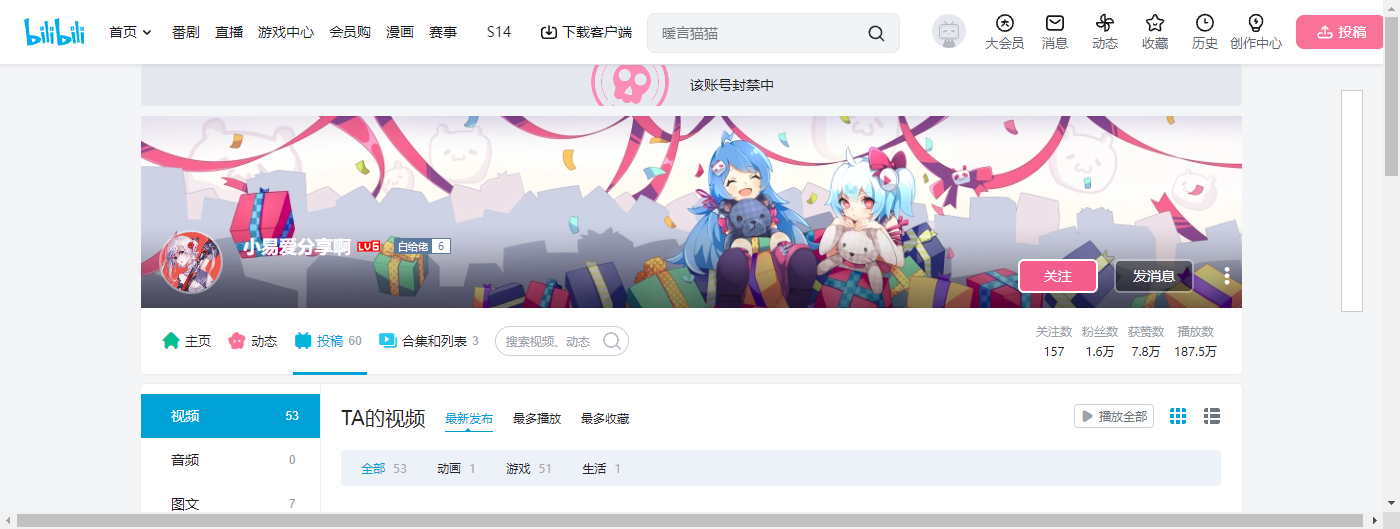 bilibili 首页 番剧 直播 游戏中心 会员购 漫画 赛事 S14 下载客户端 暖言猫猫 大会员 消息 动态 收藏 历史 创作中心 投稿
该账号封禁中
小易爱分享啊 LV6 白给佬 6
关注 发消息
主页 动态 投稿 60 合集和列表 3 搜索视频、动态
关注数 粉丝数 获赞数 播放数
157 1.6万 7.8万 187.5万
视频 53
音频 0
图文 7
TA的视频 最新发布 最多播放 最多收藏 播放全部
全部 53 动画 1 游戏 51 生活 1